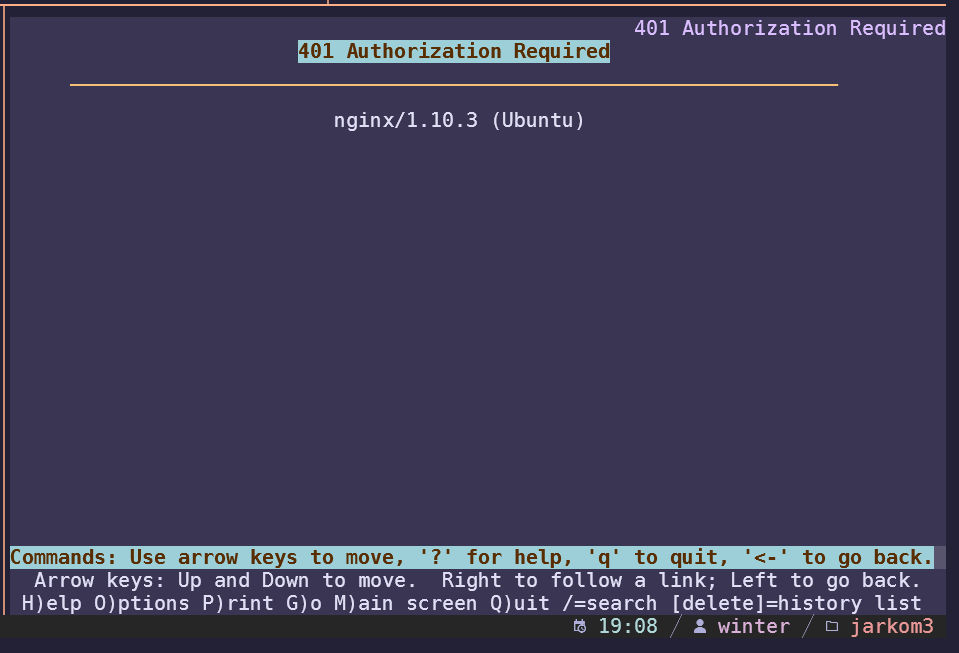 401 Authorization Required
401 Authorization Required
nginx/1.10.3 (Ubuntu)
Commands: Use arrow keys to move, '?' for help, 'q' to quit, '<-' to go back.
Arrow keys: Up and Down to move.  Right to follow a link; Left to go back.
H)elp O)ptions P)rint G)o M)ain screen Q)uit /=search [delete]=history list
19:08 / winter / jarkom3